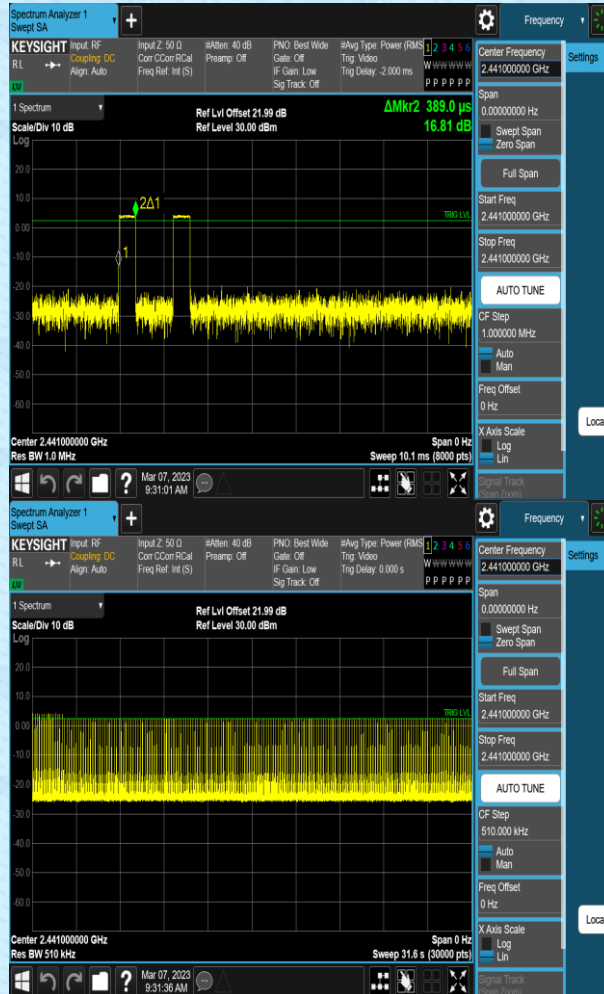 Spectrum Analyzer 1
Swept SA
+
Frequency
KEYSIGHT
RL
LXI
Input: RF
Coupling: DC
Align: Auto
Input Z: 50 Ω
Corr CCorr RCal
Freq Ref: Int (S)
#Atten: 40 dB
Preamp: Off
PNO: Best Wide
Gate: Off
IF Gain: Low
Sig Track: Off
#Avg Type: Power (RMS
Trig: Video
Trig Delay: -2.000 ms
1 2 3 4 5 6
W W W W W W
P P P P P P
1 Spectrum
Scale/Div 10 dB
Ref Lvl Offset 21.99 dB
Ref Level 30.00 dBm
ΔMkr2 389.0 µs
16.81 dB
Log
20.0
10.0
0.00
-10.0
-20.0
-30.0
-40.0
-50.0
-60.0
2Δ1
1
TRIG LVL
Center 2.441000000 GHz
Res BW 1.0 MHz
Span 0 Hz
Sweep 10.1 ms (8000 pts)
Mar 07, 2023
9:31:01 AM
?
Center Frequency
2.441000000 GHz
Span
0.00000000 Hz
Swept Span
Zero Span
Full Span
Start Freq
2.441000000 GHz
Stop Freq
2.441000000 GHz
AUTO TUNE
CF Step
1.000000 MHz
Auto
Man
Freq Offset
0 Hz
X Axis Scale
Log
Lin
Signal Track
(Span Zoom)
Settings
Loca
Spectrum Analyzer 1
Swept SA
+
Frequency
KEYSIGHT
RL
LXI
Input: RF
Coupling: DC
Align: Auto
Input Z: 50 Ω
Corr CCorr RCal
Freq Ref: Int (S)
#Atten: 40 dB
Preamp: Off
PNO: Best Wide
Gate: Off
IF Gain: Low
Sig Track: Off
#Avg Type: Power (RMS
Trig: Video
Trig Delay: 0.000 s
1 2 3 4 5 6
W W W W W W
P P P P P P
1 Spectrum
Scale/Div 10 dB
Ref Lvl Offset 21.99 dB
Ref Level 30.00 dBm
Log
20.0
10.0
0.00
-10.0
-20.0
-30.0
-40.0
-50.0
-60.0
TRIG LVL
Center 2.441000000 GHz
Res BW 510 kHz
Span 0 Hz
Sweep 31.6 s (30000 pts)
Mar 07, 2023
9:31:36 AM
?
Center Frequency
2.441000000 GHz
Span
0.00000000 Hz
Swept Span
Zero Span
Full Span
Start Freq
2.441000000 GHz
Stop Freq
2.441000000 GHz
AUTO TUNE
CF Step
510.000 kHz
Auto
Man
Freq Offset
0 Hz
X Axis Scale
Log
Lin
Signal Track
(Span Zoom)
Settings
Loca